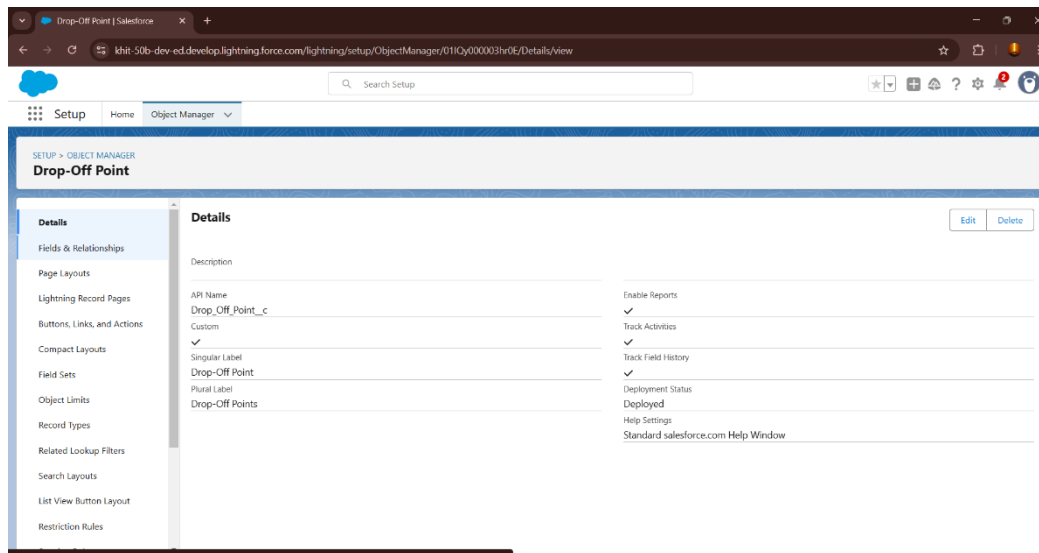 Drop-Off Point | Salesforce
khit-50b-dev-ed.develop.lightning.force.com/lightning/setup/ObjectManager/01IQy000003hr0E/Details/view
Search Setup
2
Setup
Home
Object Manager
SETUP > OBJECT MANAGER
Drop-Off Point
Details
Fields & Relationships
Page Layouts
Lightning Record Pages
Buttons, Links, and Actions
Compact Layouts
Field Sets
Object Limits
Record Types
Related Lookup Filters
Search Layouts
List View Button Layout
Restriction Rules
Details
Edit
Delete
Description
API Name
Drop_Off_Point__c
Custom
Singular Label
Drop-Off Point
Plural Label
Drop-Off Points
Enable Reports
Track Activities
Track Field History
Deployment Status
Deployed
Help Settings
Standard salesforce.com Help Window